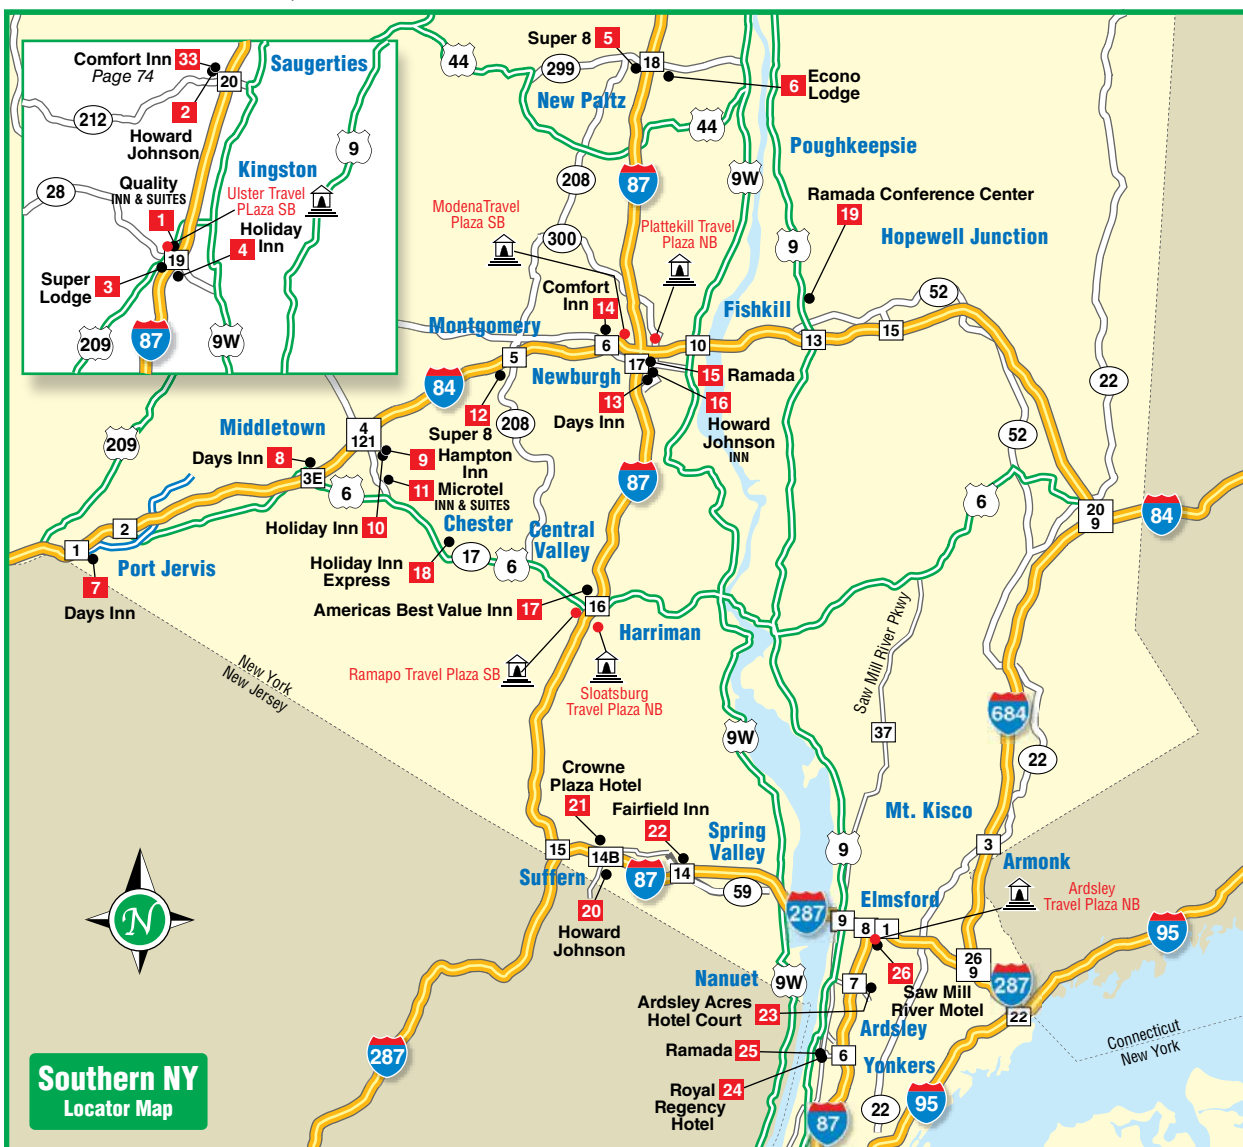 Comfort Inn 33
Page 74
2
Howard
Johnson
20
Saugerties
212
9
28
Kingston
Quality
INN & SUITES
1
Ulster Travel
PLaza SB
Holiday
Inn
4
19
Super
Lodge
3
209
87
9W
44
299
Super 8 5
18
New Paltz
6 Econo
Lodge
44
87
9W
Poughkeepsie
208
Ramada Conference Center
19
ModenaTravel
Plaza SB
Plattekill Travel
Plaza NB
300
9
Hopewell Junction
52
Comfort
Inn
14
Fishkill
Montgomery
6
10
13
15
5
17
Newburgh
15 Ramada
84
13
Days Inn
16
Howard
Johnson
INN
22
12
Super 8
208
52
209
Middletown
4
121
Days Inn 8
3E
9 Hampton
Inn
11 Microtel
INN & SUITES
6
87
6
20
9
84
2
1
Holiday Inn 10
Chester
Central
Valley
Port Jervis
7
Days Inn
Holiday Inn
Express
18
17
6
Americas Best Value Inn 17
16
Harriman
Saw Mill River Pkwy
New York
New Jersey
Ramapo Travel Plaza SB
Sloatsburg
Travel Plaza NB
684
37
9W
22
Crowne
Plaza Hotel
21
Fairfield Inn
22
Spring
Valley
Mt. Kisco
15
14B
14
9
3
Armonk
Suffern
87
59
20
Howard
Johnson
287
Elmsford
Ardsley
Travel Plaza NB
9
8
1
95
N
26
9
26
Saw Mill
River Motel
287
Nanuet
9W
7
Ardsley Acres
Hotel Court
23
22
Ardsley
287
Ramada 25
6
Yonkers
Connecticut
New York
Royal
Regency
Hotel
24
87
22
95
Southern NY
Locator Map